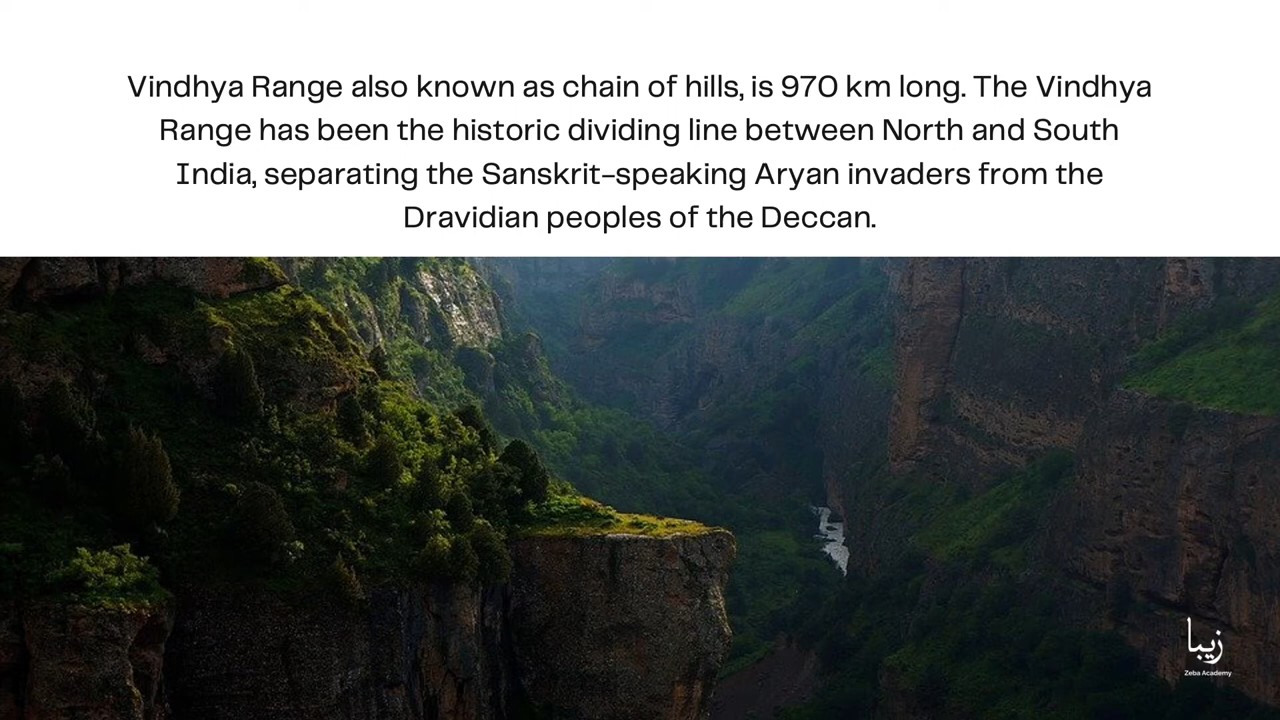 Vindhya Range also known as chain of hills, is 970 km long. The Vindhya
Range has been the historic dividing line between North and South
India, separating the Sanskrit-speaking Aryan invaders from the
Dravidian peoples of the Deccan.
زیبا
Zeba Academy